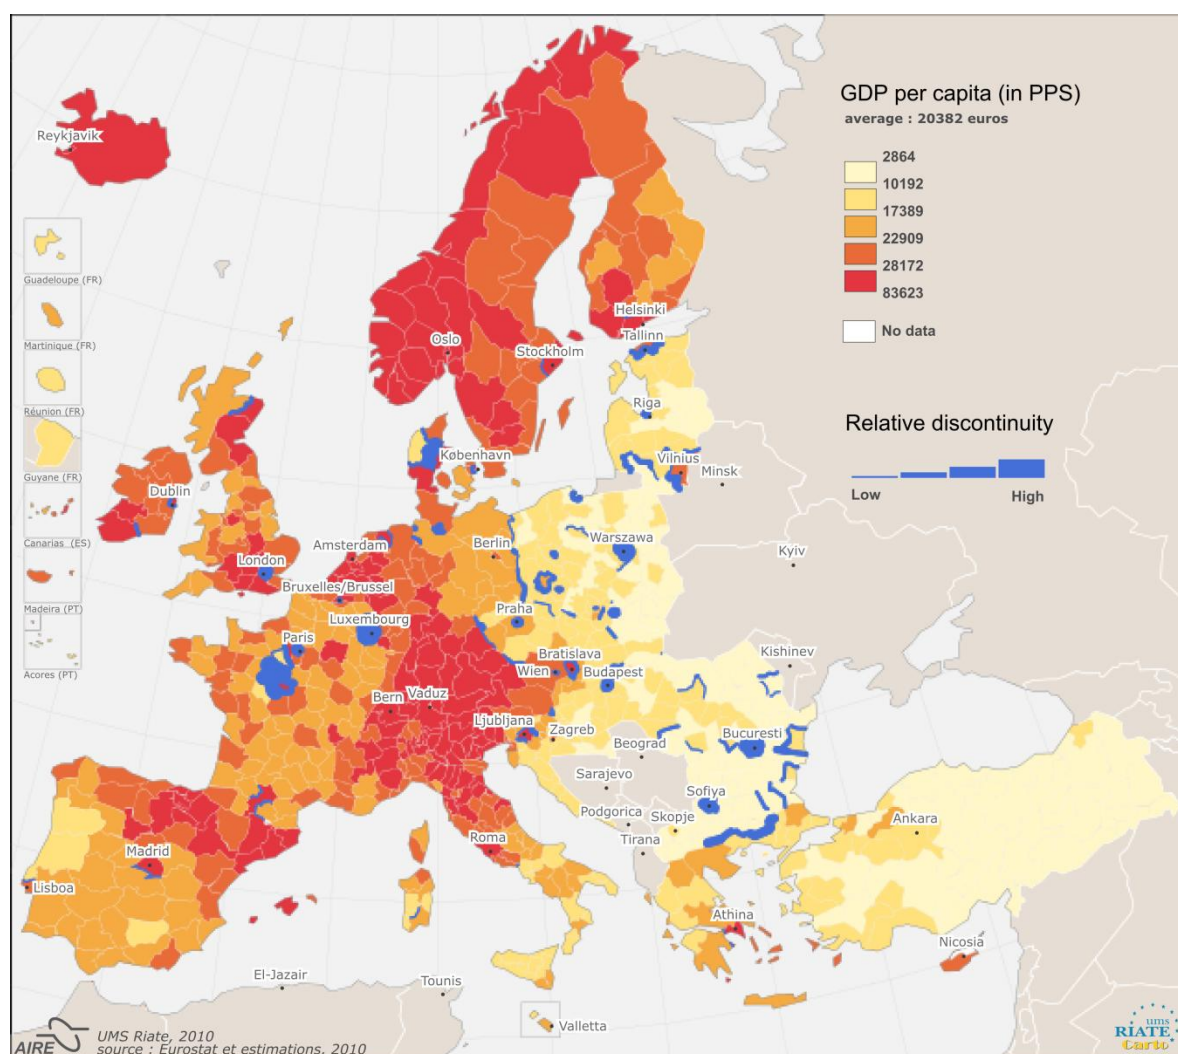 GDP per capita (in PPS)
average : 20382 euros
2864
10192
17389
22909
28172
83623
No data
Relative discontinuity
Low
High
Reykjavik
Guadeloupe (FR)
Martinique (FR)
Réunion (FR)
Guyane (FR)
Canarias (ES)
Madeira (PT)
Acores (PT)
Oslo
Stockholm
Helsinki
Tallinn
Riga
Vilnius
Minsk
København
Dublin
London
Amsterdam
Berlin
Warszawa
Kyiv
Bruxelles/Brussel
Luxembourg
Praha
Paris
Bratislava
Wien
Budapest
Kishinev
Bern
Vaduz
Ljubljana
Zagreb
Beograd
Bucuresti
Sarajevo
Sofiya
Podgorica
Skopje
Tirana
Ankara
Roma
Madrid
Lisboa
Athina
Nicosia
El-Jazair
Tounis
Valletta
AIRE
UMS Riate, 2010
source : Eurostat et estimations, 2010
ums
RIATE
Carto